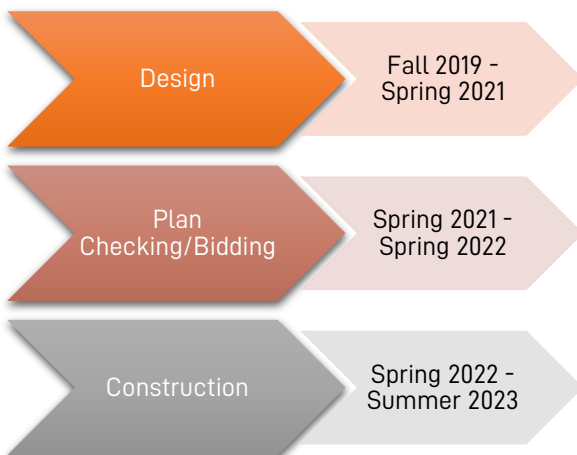 Design
Fall 2019 -
Spring 2021
Plan
Checking/Bidding
Spring 2021 -
Spring 2022
Construction
Spring 2022 -
Summer 2023